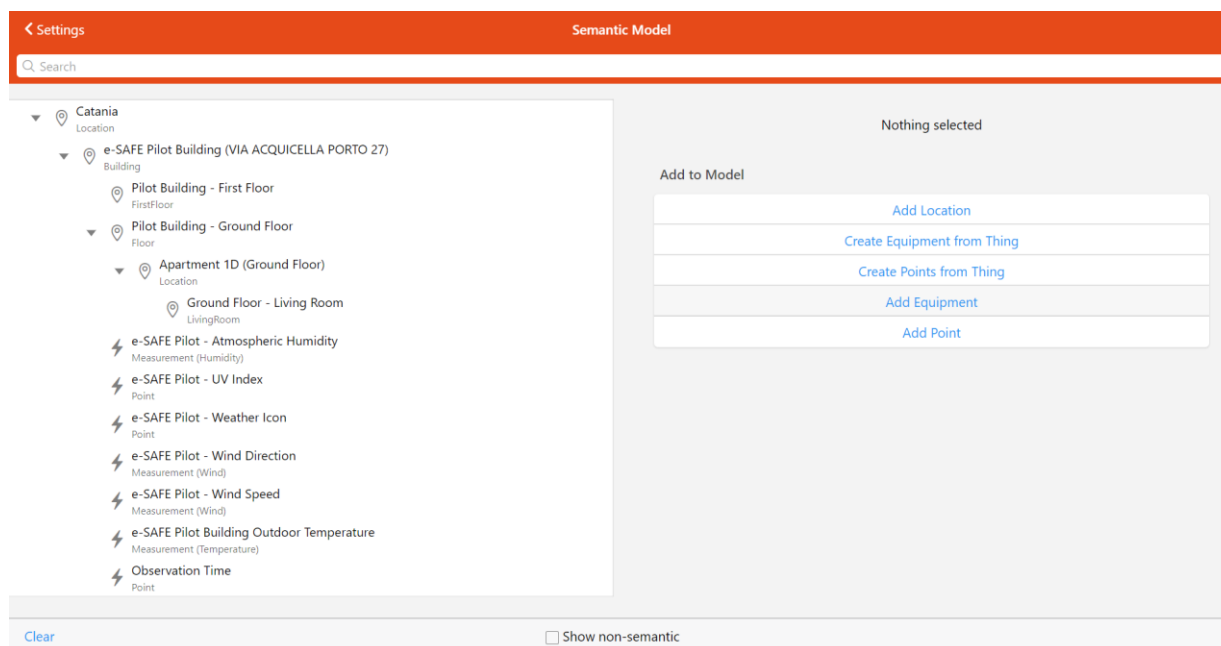 Settings
Semantic Model
Search
Catania
Location
e-SAFE Pilot Building (VIA ACQUICELLA PORTO 27)
Building
Pilot Building - First Floor
FirstFloor
Pilot Building - Ground Floor
Floor
Apartment 1D (Ground Floor)
Location
Ground Floor - Living Room
LivingRoom
e-SAFE Pilot - Atmospheric Humidity
Measurement (Humidity)
e-SAFE Pilot - UV Index
Point
e-SAFE Pilot - Weather Icon
Point
e-SAFE Pilot - Wind Direction
Measurement (Wind)
e-SAFE Pilot - Wind Speed
Measurement (Wind)
e-SAFE Pilot Building Outdoor Temperature
Measurement (Temperature)
Observation Time
Point
Nothing selected
Add to Model
Add Location
Create Equipment from Thing
Create Points from Thing
Add Equipment
Add Point
Clear
Show non-semantic